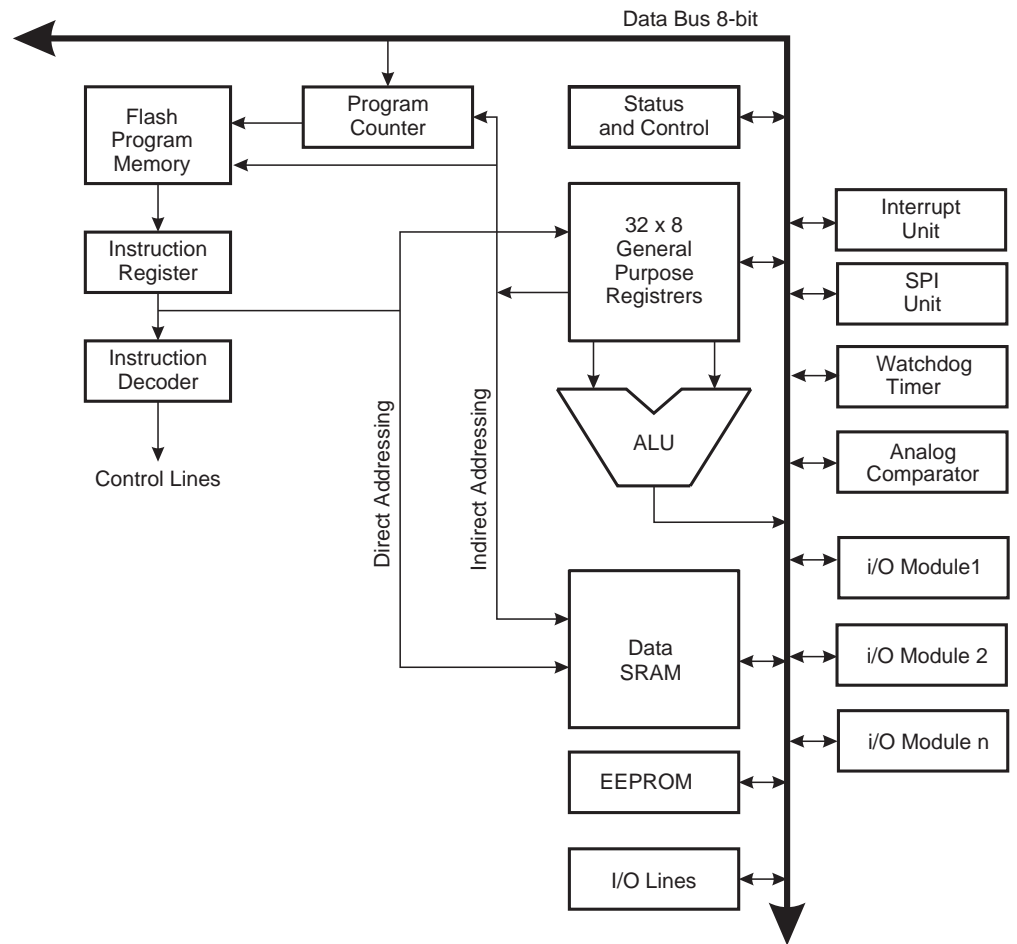 Data Bus 8-bit
Flash
Program
Memory
Program
Counter
Status
and Control
Interrupt
Unit
32 x 8
General
Purpose
Registrers
Instruction
Register
SPI
Unit
Instruction
Decoder
Watchdog
Timer
Direct Addressing
Indirect Addressing
ALU
Analog
Comparator
Control Lines
i/O Module1
Data
SRAM
i/O Module 2
i/O Module n
EEPROM
I/O Lines